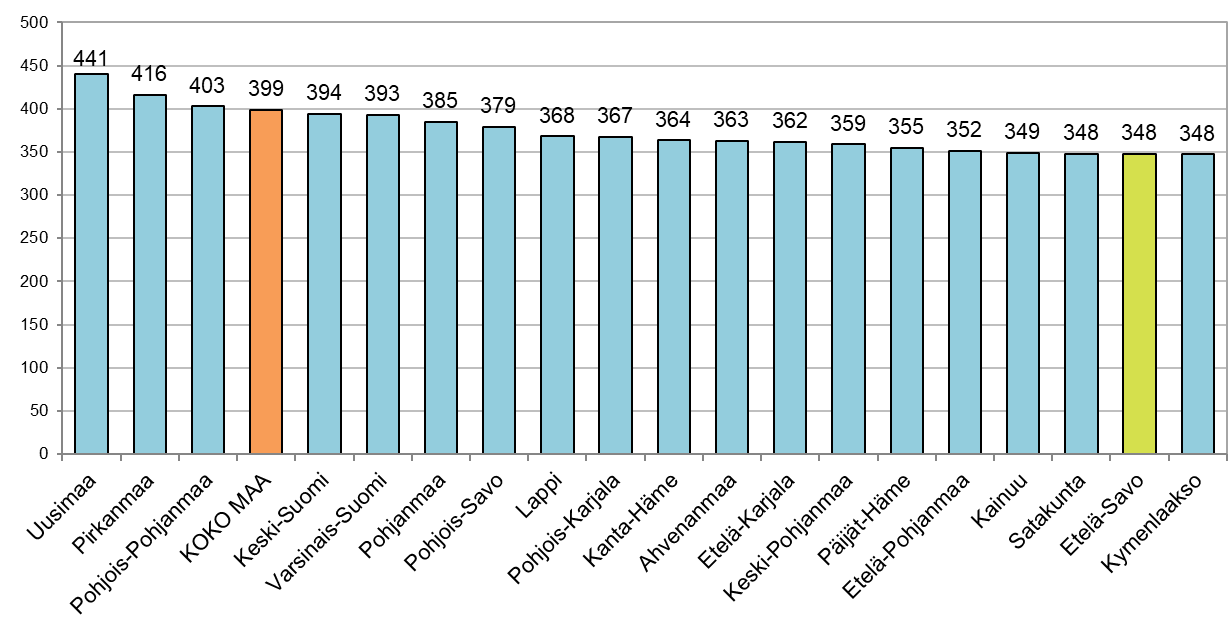 500
450
400
350
300
250
200
150
100
50
0
441
416
403
399
394
393
385
379
368
367
364
363
362
359
355
352
349
348
348
348
Uusimaa
Pirkanmaa
Pohjois-Pohjanmaa
KOKO MAA
Keski-Suomi
Varsinais-Suomi
Pohjanmaa
Pohjois-Savo
Lappi
Pohjois-Karjala
Kanta-Häme
Ahvenanmaa
Etelä-Karjala
Keski-Pohjanmaa
Päijät-Häme
Etelä-Pohjanmaa
Kainuu
Satakunta
Etelä-Savo
Kymenlaakso